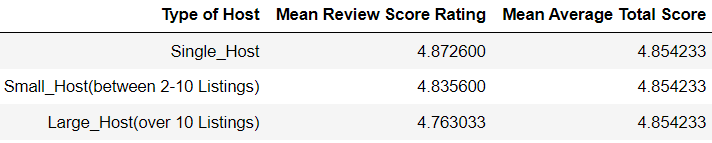 Type of Host Mean Review Score Rating Mean Average Total Score
Single_Host 4.872600 4.854233
Small_Host(between 2-10 Listings) 4.835600 4.854233
Large_Host(over 10 Listings) 4.763033 4.854233